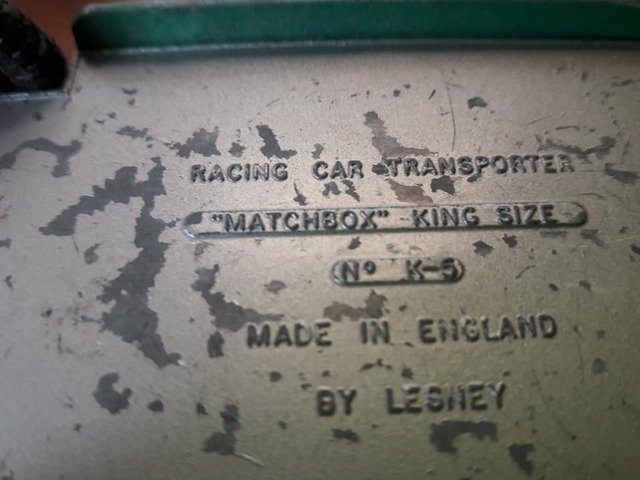 RACING CAR TRANSPORTER
"MATCHBOX" KING SIZE
Nº K-5
MADE IN ENGLAND
BY LESNEY